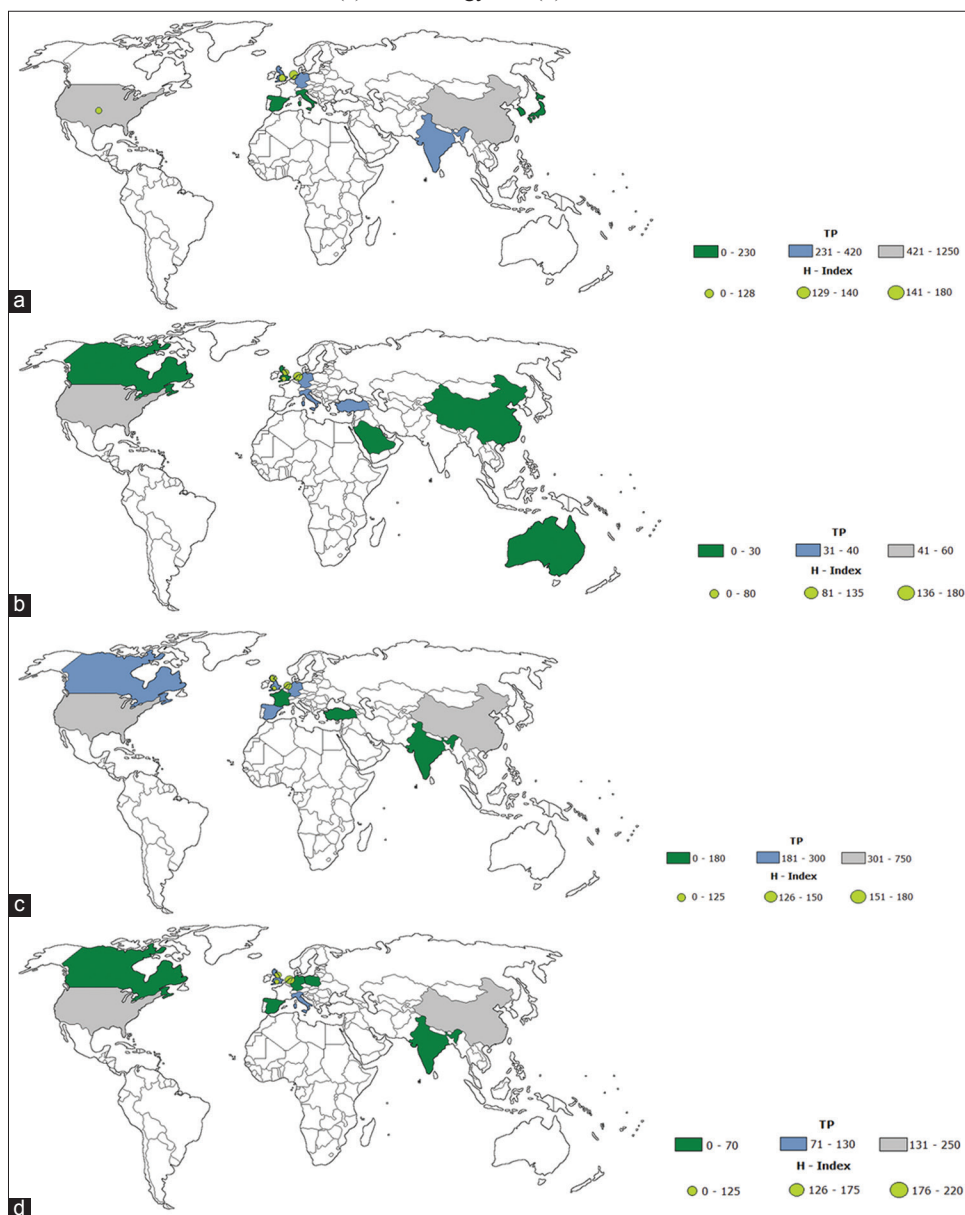 TP
0 - 230 231 - 420 421 - 1250
H - Index
0 - 128 129 - 140 141 - 180
a
TP
0 - 30 31 - 40 41 - 60
H - Index
0 - 80 81 - 135 136 - 180
b
TP
0 - 180 181 - 300 301 - 750
H - Index
0 - 125 126 - 150 151 - 180
c
TP
0 - 70 71 - 130 131 - 250
H - Index
0 - 125 126 - 175 176 - 220
d